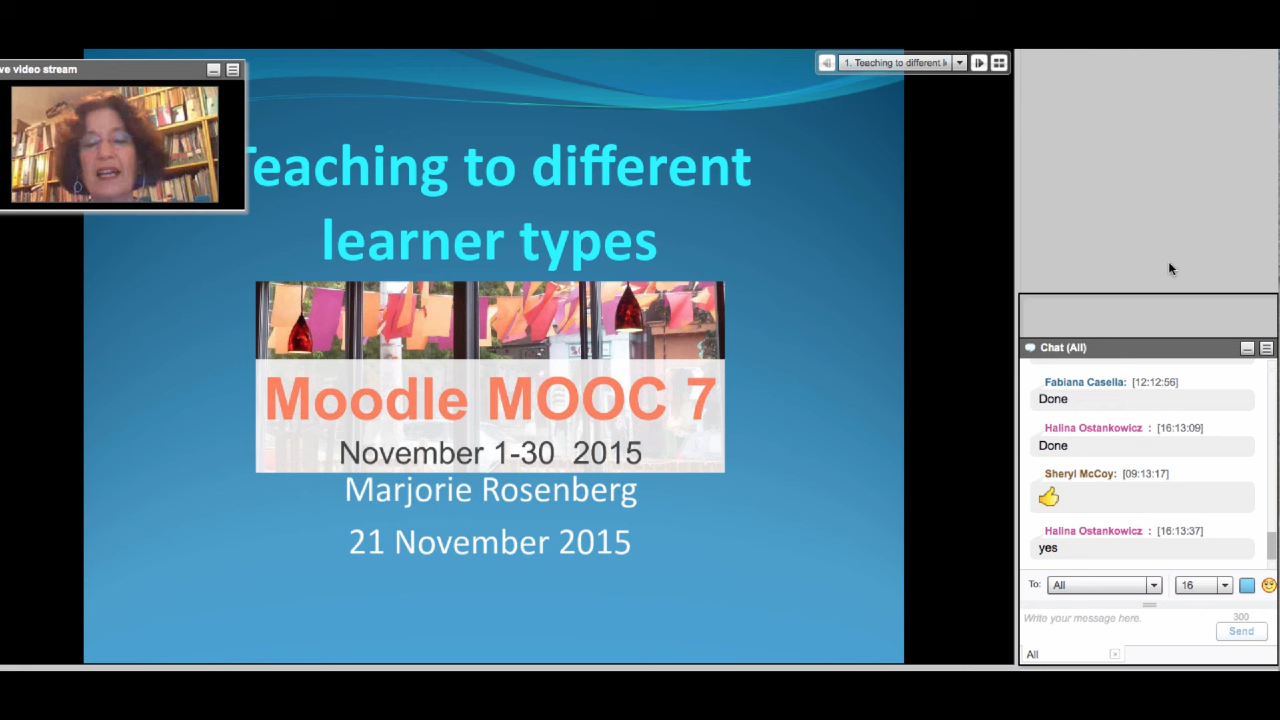 ve video stream
1. Teaching to different l
Teaching to different
learner types
Moodle MOOC 7
November 1-30 2015
Marjorie Rosenberg
21 November 2015
Chat (All)
Fabiana Casella: [12:12:56]
Done
Halina Ostankowicz : [16:13:09]
Done
Sheryl McCoy: [09:13:17]
Halina Ostankowicz : [16:13:37]
yes
To: All 16
Write your message here. 300
Send
All